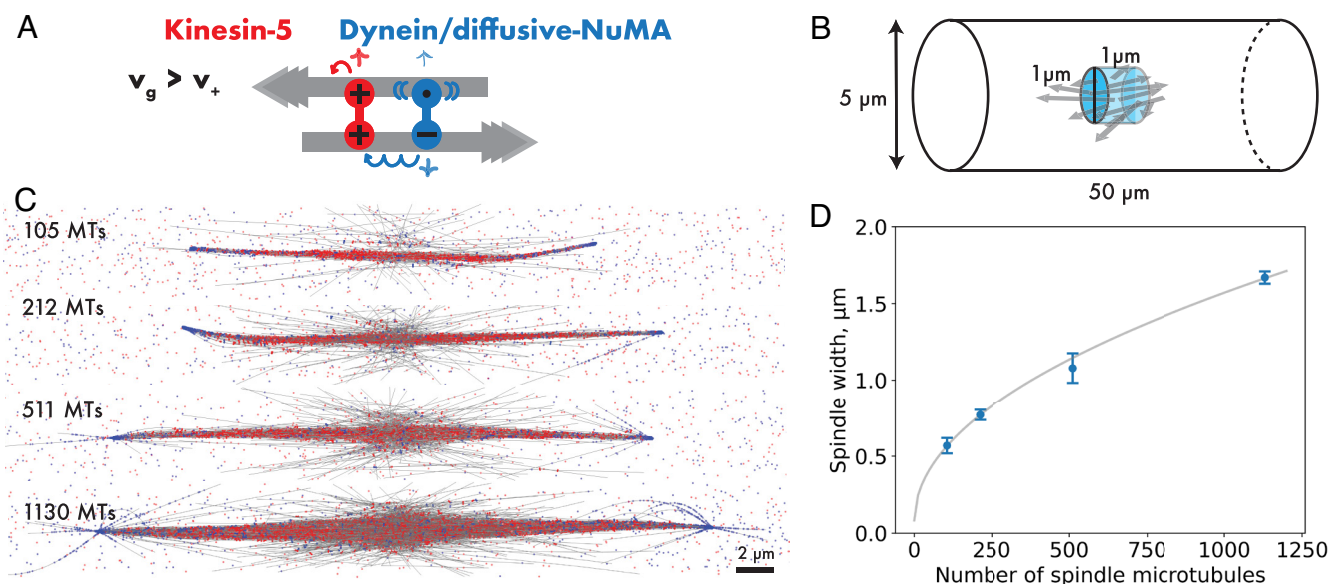 A
Kinesin-5 Dynein/diffusive-NuMA
v_g > v_+
+
•
+
−
B
1µm
1µm
5 µm
50 µm
C
105 MTs
212 MTs
511 MTs
1130 MTs
2 µm
D
2.0
1.5
1.0
0.5
0.0
Spindle width, µm
0 250 500 750 1000 1250
Number of spindle microtubules